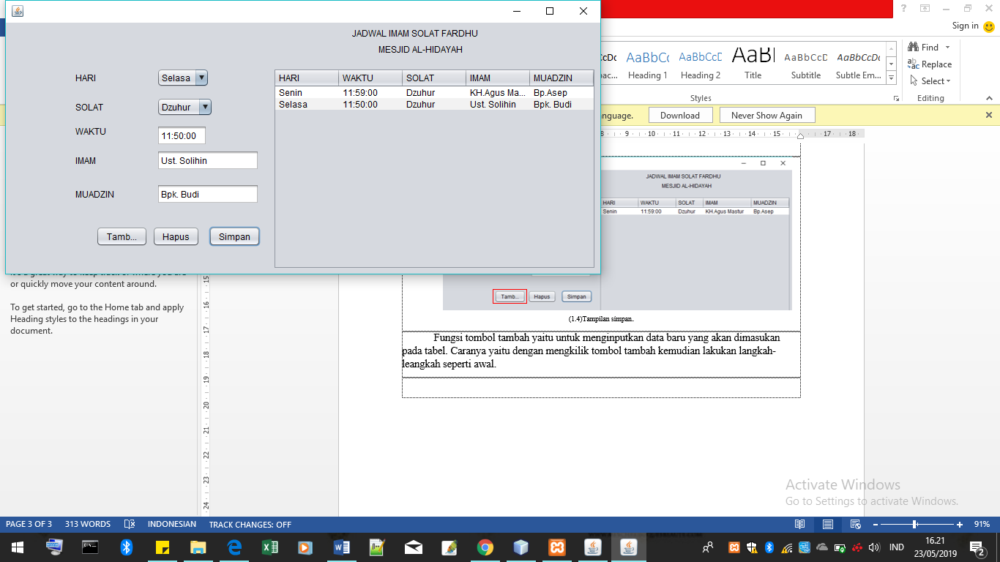 JADWAL IMAM SOLAT FARDHU
MESJID AL-HIDAYAH
HARI Selasa
SOLAT Dzuhur
WAKTU 11:50:00
IMAM Ust. Solihin
MUADZIN Bpk. Budi
Tamb... Hapus Simpan
HARI WAKTU SOLAT IMAM MUADZIN
Senin 11:59:00 Dzuhur KH.Agus Ma... Bp.Asep
Selasa 11:50:00 Dzuhur Ust. Solihin Bpk. Budi
Sign in
AaBbCc AaBbCcD AaBl AaBbCcD AaBbCcDc
Heading 1 Heading 2 Title Subtitle Subtle Em...
Styles
Find
Replace
Select
Editing
Download Never Show Again
8 9 10 11 12 13 14 15 17 18
JADWAL IMAM SOLAT FARDHU
MESJID AL-HIDAYAH
HARI WAKTU SOLAT IMAM MUADZIN
Senin 11:59:00 Dzuhur KH.Agus Mastur Bp.Asep
Tamb... Hapus Simpan
(1.4)Tampilan simpan.
Fungsi tombol tambah yaitu untuk menginputkan data baru yang akan dimasukan
pada tabel. Caranya yaitu dengan mengkilik tombol tambah kemudian lakukan langkah-
leangkah seperti awal.
or quickly move your content around.
To get started, go to the Home tab and apply
Heading styles to the headings in your
document.
15
16
17
18
19
20
21
22
23
24
Activate Windows
Go to Settings to activate Windows.
PAGE 3 OF 3 313 WORDS INDONESIAN TRACK CHANGES: OFF 91%
IND
16.21
23/05/2019
2